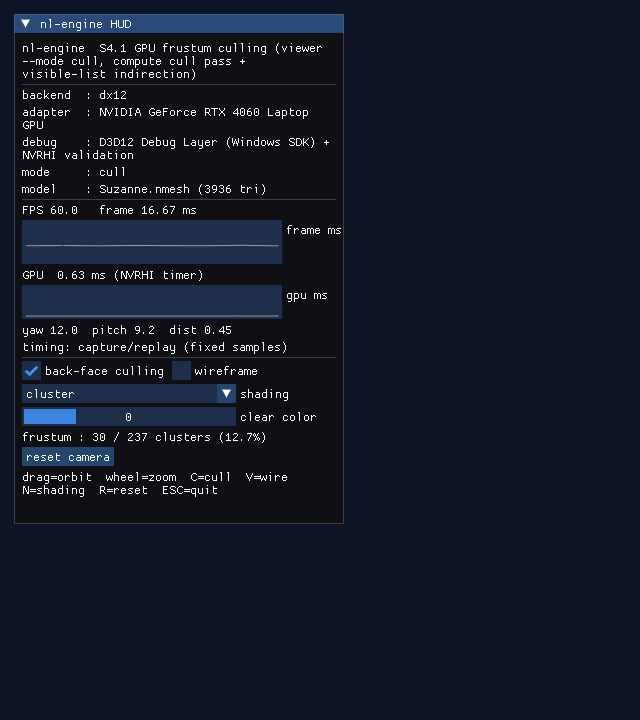 nl-engine HUD
nl-engine  S4.1 GPU frustum culling (viewer
--mode cull, compute cull pass +
visible-list indirection)
backend  : dx12
adapter  : NVIDIA GeForce RTX 4060 Laptop
GPU
debug    : D3D12 Debug Layer (Windows SDK) +
NVRHI validation
mode     : cull
model    : Suzanne.nmesh (3936 tri)
FPS 60.0   frame 16.67 ms
frame ms
GPU  0.63 ms (NVRHI timer)
gpu ms
yaw 12.0  pitch 9.2  dist 0.45
timing: capture/replay (fixed samples)
back-face culling  wireframe
cluster  shading
0  clear color
frustum : 30 / 237 clusters (12.7%)
reset camera
drag=orbit  wheel=zoom  C=cull  V=wire
N=shading  R=reset  ESC=quit